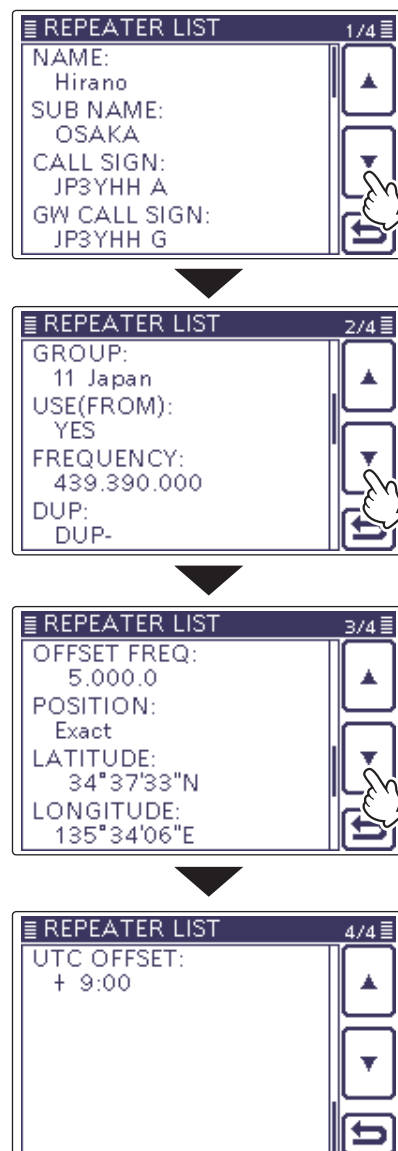 REPEATER LIST 1/4
NAME:
Hirano
SUB NAME:
OSAKA
CALL SIGN:
JP3YHH A
GW CALL SIGN:
JP3YHH G
REPEATER LIST 2/4
GROUP:
11 Japan
USE(FROM):
YES
FREQUENCY:
439.390.000
DUP:
DUP-
REPEATER LIST 3/4
OFFSET FREQ:
5.000.0
POSITION:
Exact
LATITUDE:
34°37'33"N
LONGITUDE:
135°34'06"E
REPEATER LIST 4/4
UTC OFFSET:
+ 9:00